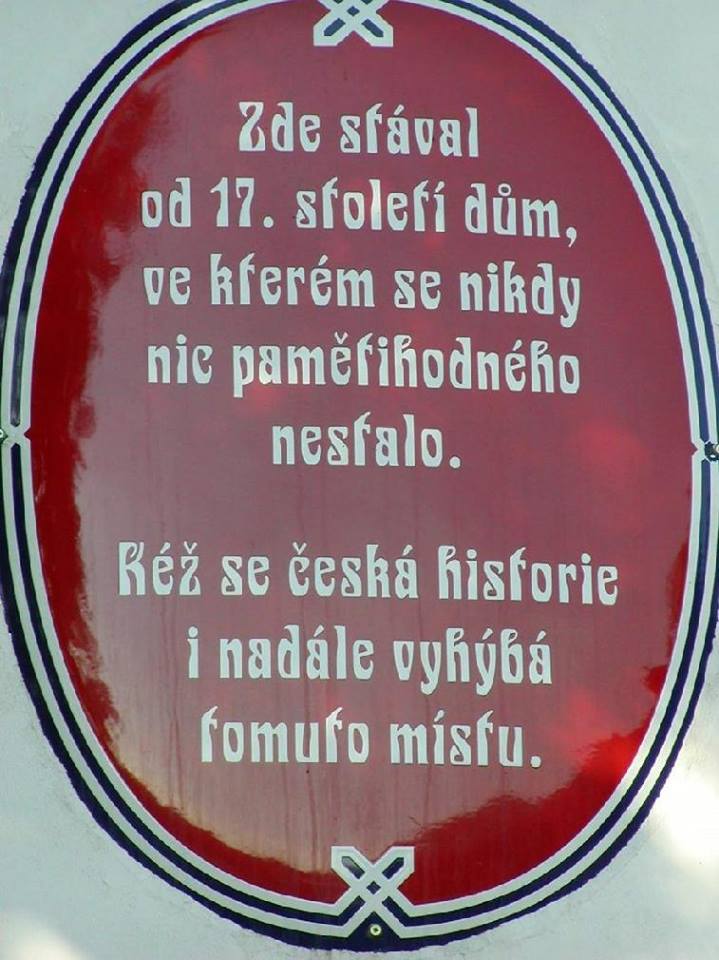 Zde stával
od 17. století dům,
ve kterém se nikdy
nic pamětihodného
nestalo.
Kéž se česká historie
i nadále vyhýbá
tomuto místu.